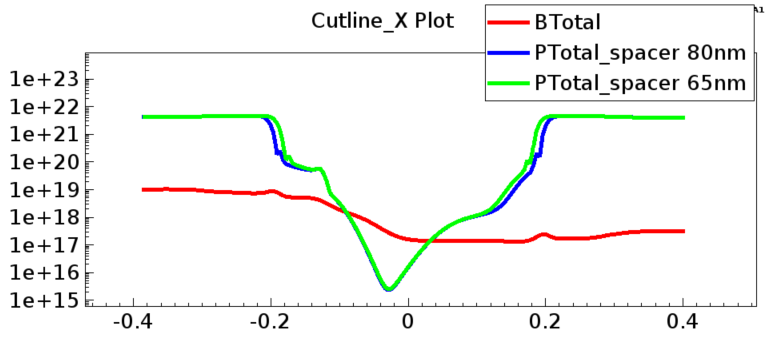 Cutline_X Plot
A1
BTotal
PTotal_spacer 80nm
PTotal_spacer 65nm
1e+23
1e+22
1e+21
1e+20
1e+19
1e+18
1e+17
1e+16
1e+15
-0.4 -0.2 0 0.2 0.4